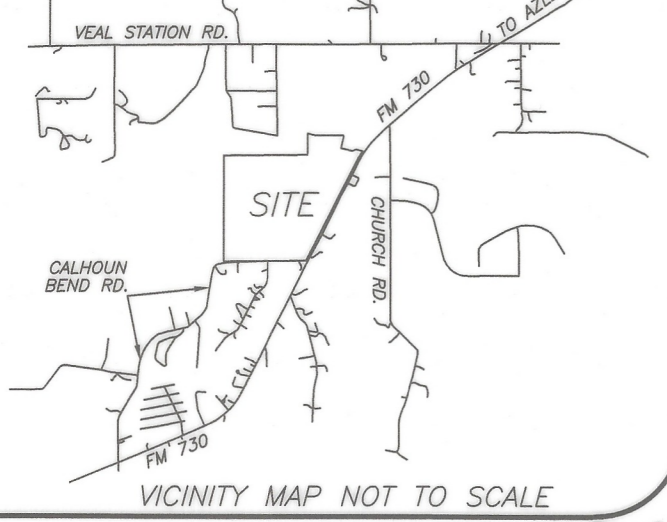 VEAL STATION RD.
TO AZLE
FM 730
SITE
CHURCH RD.
CALHOUN
BEND RD.
FM 730
VICINITY MAP NOT TO SCALE